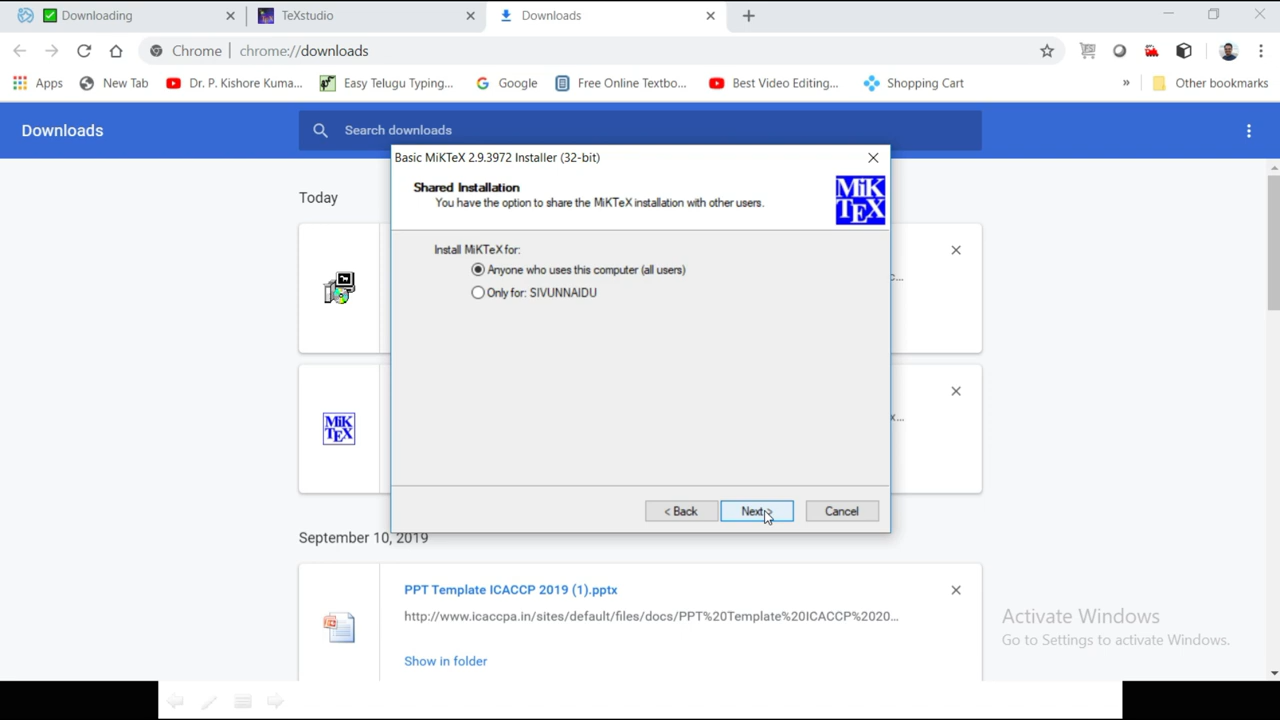 Downloading
TeXstudio
Downloads
Chrome | chrome://downloads
Apps
New Tab
Dr. P. Kishore Kuma...
Easy Telugu Typing...
Google
Free Online Textbo...
Best Video Editing...
Shopping Cart
»
Other bookmarks
Downloads
Search downloads
Today
Basic MiKTeX 2.9.3972 Installer (32-bit)
Shared Installation
You have the option to share the MiKTeX installation with other users.
MiK
TEX
Install MiKTeX for:
Anyone who uses this computer (all users)
Only for: SIVUNNAIDU
< Back
Next >
Cancel
c...
MiK
TEX
x...
September 10, 2019
PPT Template ICACCP 2019 (1).pptx
http://www.icaccpa.in/sites/default/files/docs/PPT%20Template%20ICACCP%2020...
Show in folder
Activate Windows
Go to Settings to activate Windows.